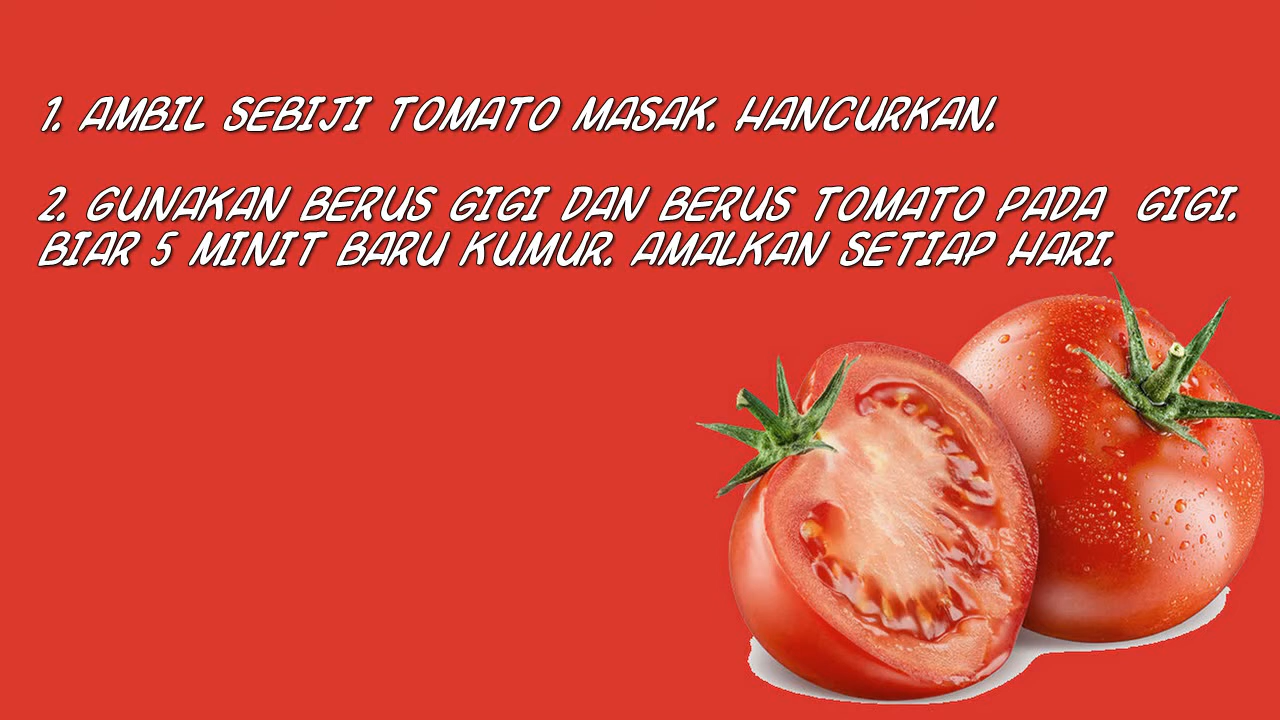 1. AMBIL SEBIJI TOMATO MASAK. HANCURKAN.
2. GUNAKAN BERUS GIGI DAN BERUS TOMATO PADA GIGI.
BIAR 5 MINIT BARU KUMUR. AMALKAN SETIAP HARI.